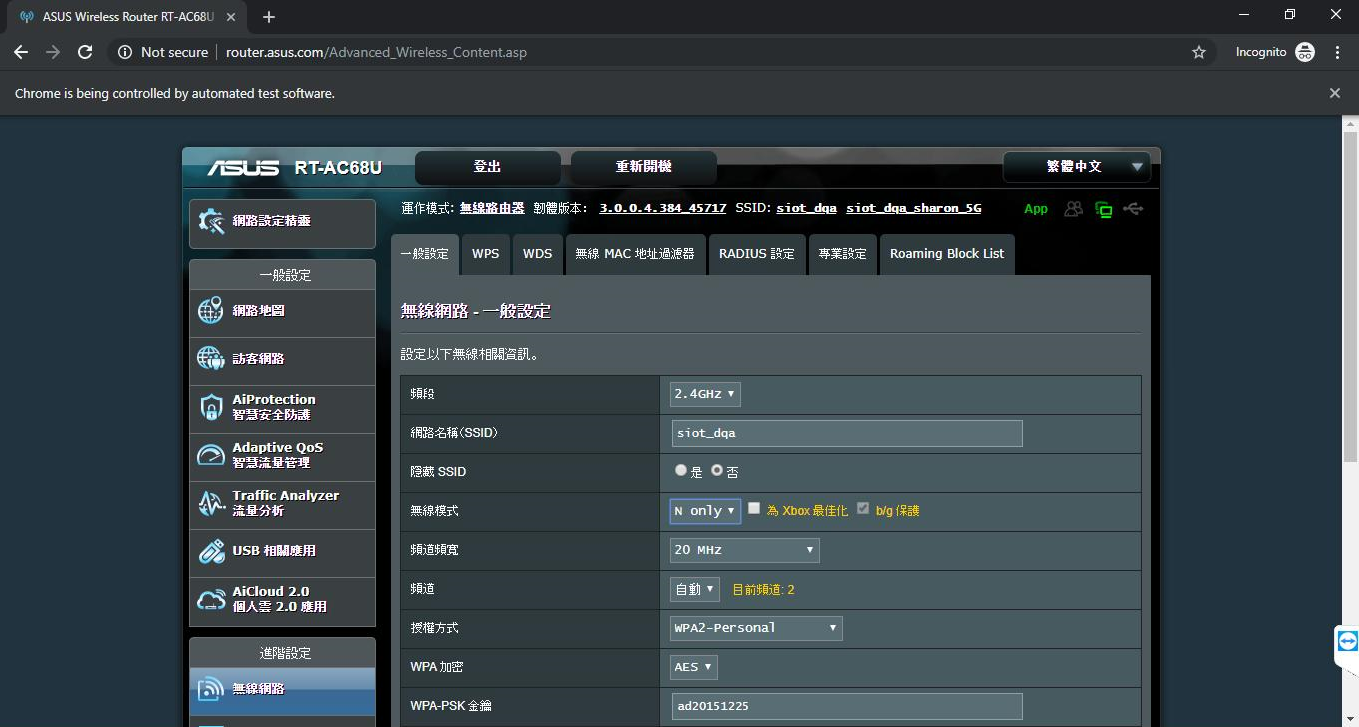 ASUS Wireless Router RT-AC68U
Not secure
router.asus.com/Advanced_Wireless_Content.asp
Incognito
Chrome is being controlled by automated test software.
ASUS RT-AC68U
登出
重新開機
繁體中文
運作模式: 無線路由器 韌體版本: 3.0.0.4.384_45717 SSID: siot_dqa siot_dqa_sharon_5G
App
網路設定精靈
一般設定
網路地圖
訪客網路
AiProtection
智慧安全防護
Adaptive QoS
智慧流量管理
Traffic Analyzer
流量分析
USB 相關應用
AiCloud 2.0
個人雲 2.0 應用
進階設定
無線網路
一般設定
WPS
WDS
無線 MAC 地址過濾器
RADIUS 設定
專業設定
Roaming Block List
無線網路 - 一般設定
設定以下無線相關資訊。
頻段 2.4GHz
網路名稱(SSID) siot_dqa
隱藏 SSID 是 否
無線模式 N only 為 Xbox 最佳化 b/g 保護
頻道頻寬 20 MHz
頻道 自動 目前頻道: 2
授權方式 WPA2-Personal
WPA 加密 AES
WPA-PSK 金鑰 ad20151225